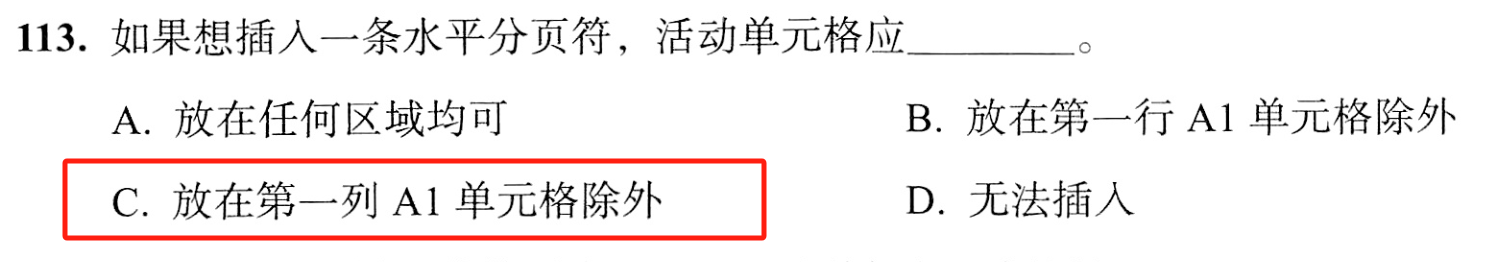 113. 如果想插入一条水平分页符，活动单元格应________。
A. 放在任何区域均可 B. 放在第一行 A1 单元格除外
C. 放在第一列 A1 单元格除外 D. 无法插入